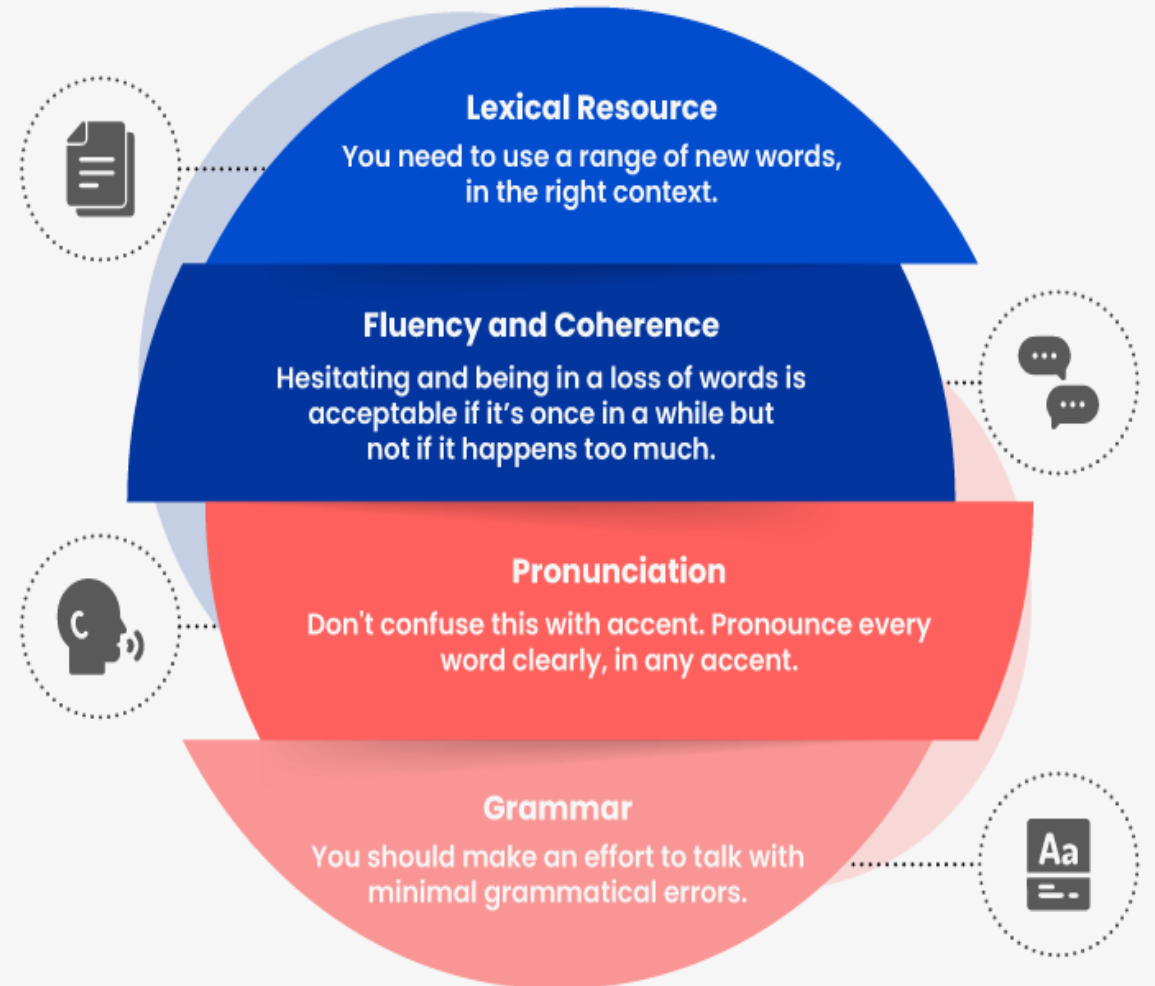 Lexical Resource
You need to use a range of new words,
in the right context.
Fluency and Coherence
Hesitating and being in a loss of words is
acceptable if it’s once in a while but
not if it happens too much.
Pronunciation
Don't confuse this with accent. Pronounce every
word clearly, in any accent.
Grammar
You should make an effort to talk with
minimal grammatical errors.
Aa